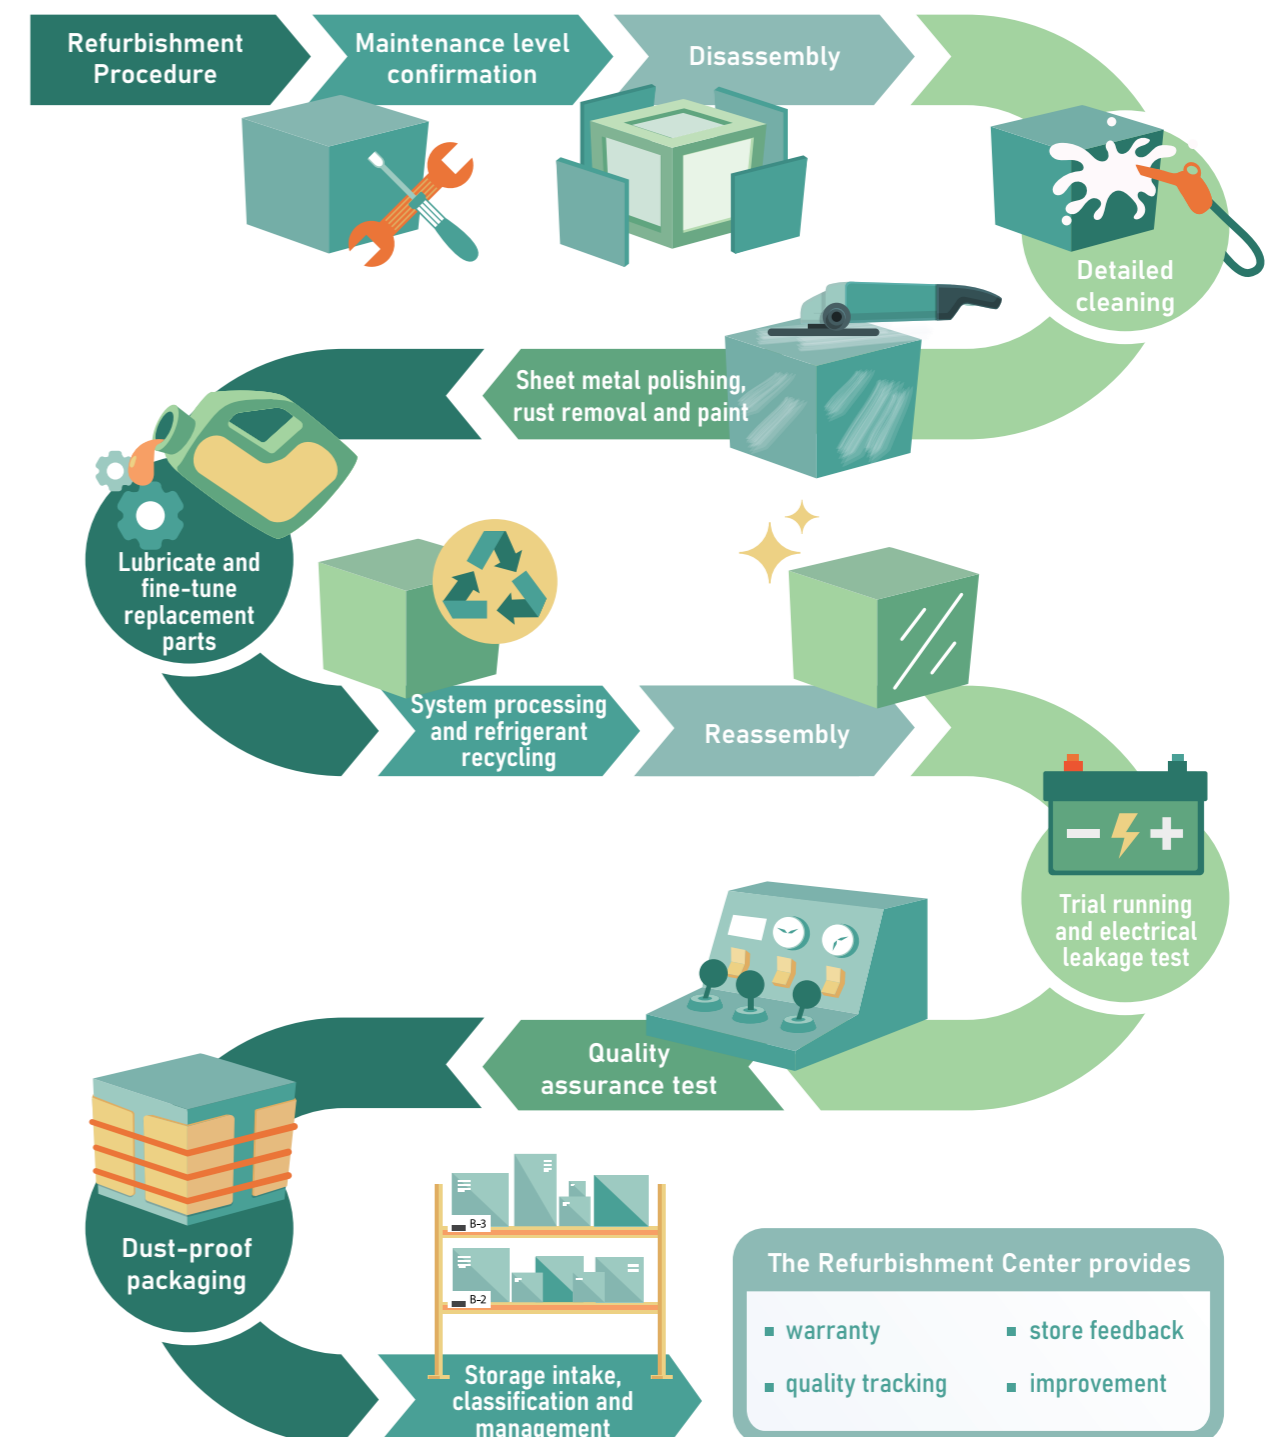 Refurbishment
Procedure
Maintenance level
confirmation
Disassembly
Detailed
cleaning
Sheet metal polishing,
rust removal and paint
Lubricate and
fine-tune
replacement
parts
System processing
and refrigerant
recycling
Reassembly
Trial running
and electrical
leakage test
Quality
assurance test
Dust-proof
packaging
B-3
B-2
Storage intake,
classification and
management
The Refurbishment Center provides
warranty
store feedback
quality tracking
improvement